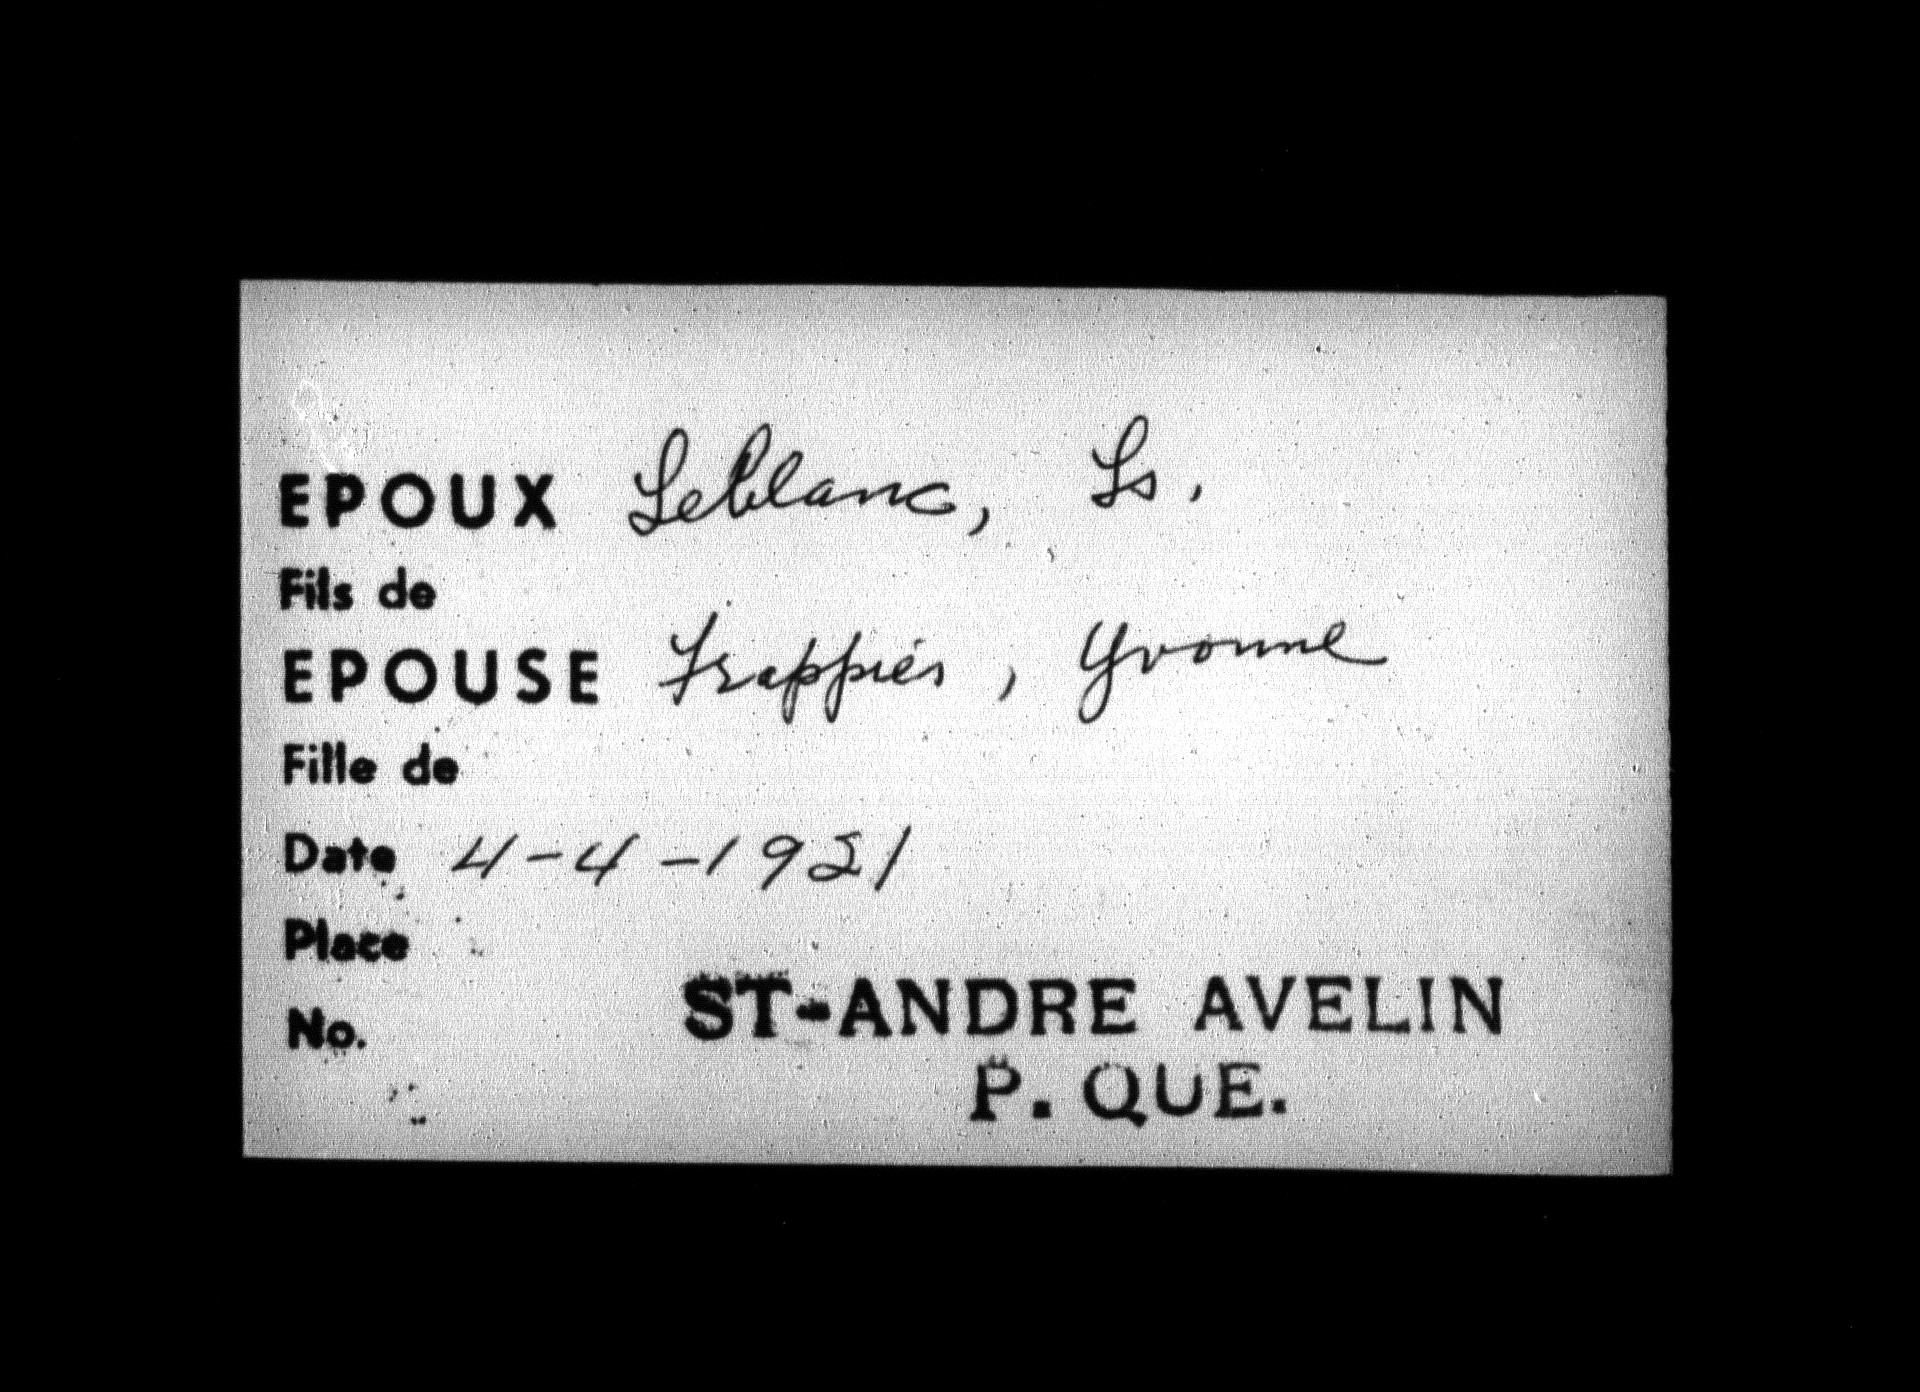 EPOUX Leblanc, Ls.
Fils de
EPOUSE Frappier, Yvonne
Fille de
Date 4-4-1921
Place
No.
ST-ANDRE AVELIN
P. QUE.